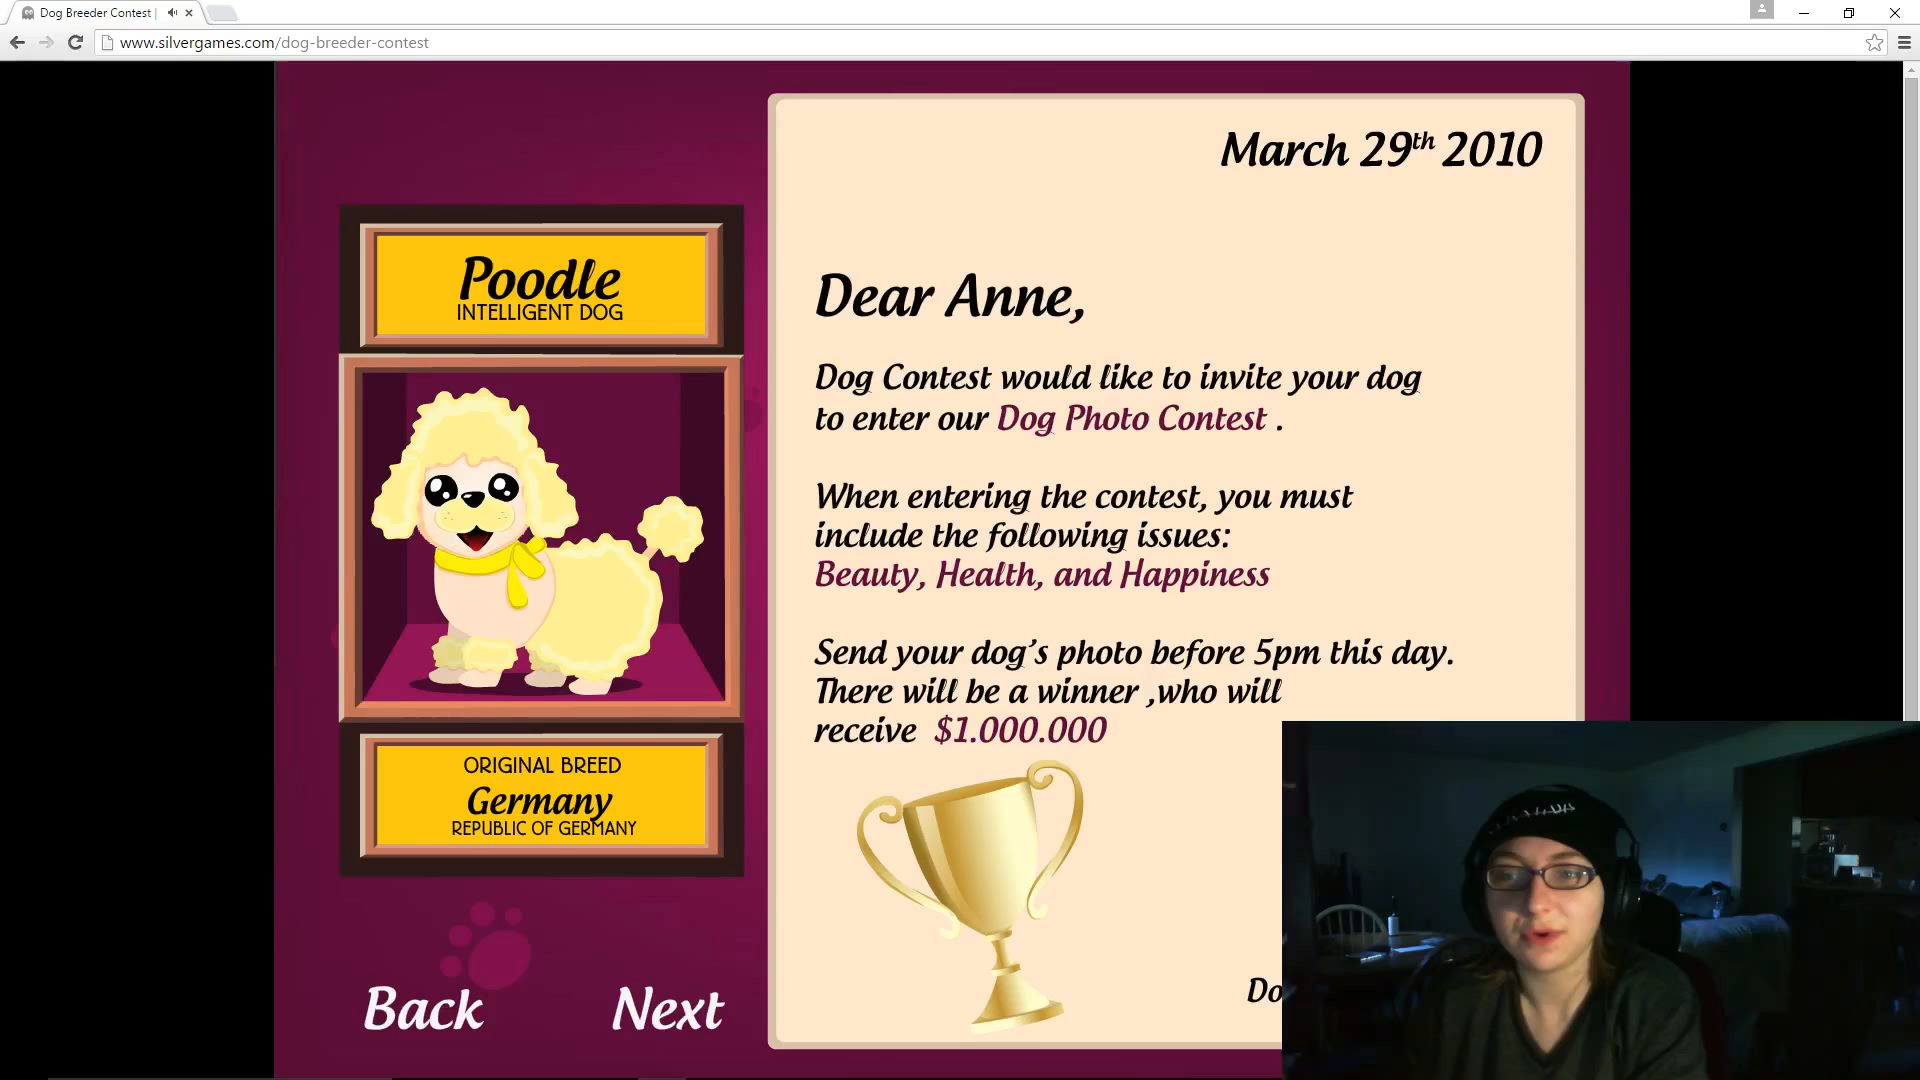 Dog Breeder Contest |
www.silvergames.com/dog-breeder-contest
March 29th 2010
Poodle
INTELLIGENT DOG
Dear Anne,
Dog Contest would like to invite your dog
to enter our Dog Photo Contest .
When entering the contest, you must
include the following issues:
Beauty, Health, and Happiness
Send your dog's photo before 5pm this day.
There will be a winner ,who will
receive $1.000.000
ORIGINAL BREED
Germany
REPUBLIC OF GERMANY
Back
Next
Do